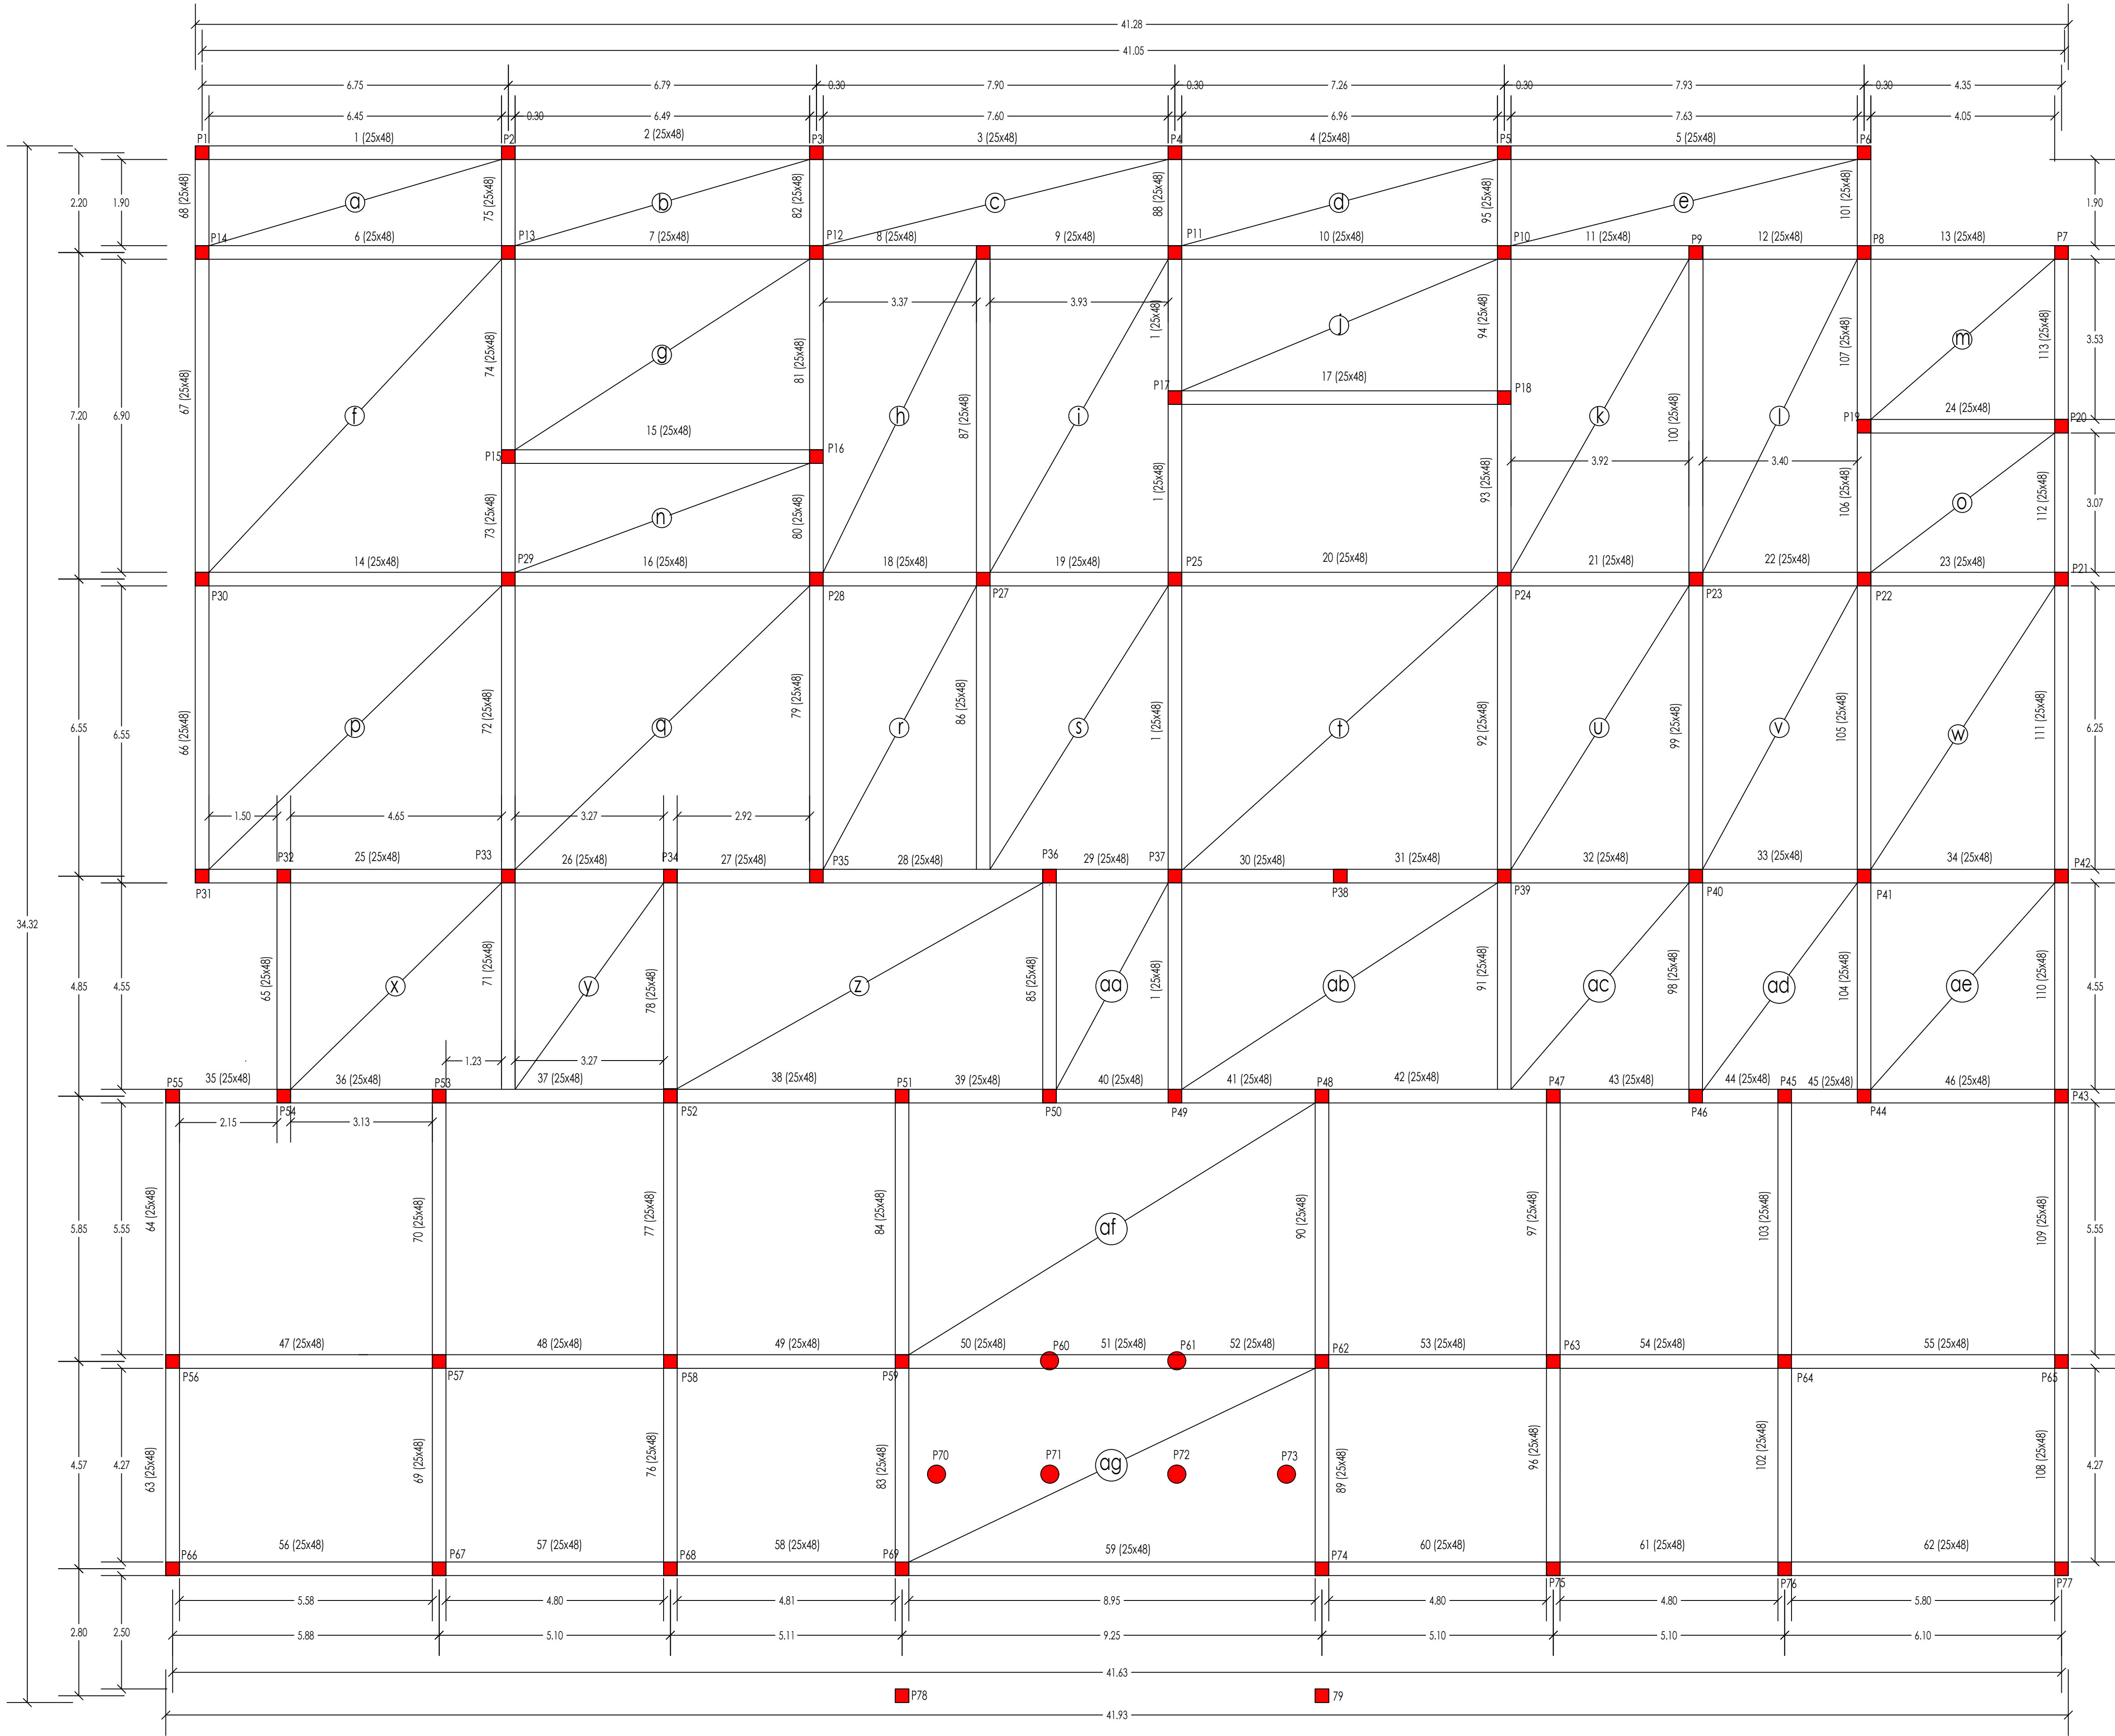 41.28
41.05
6.75 6.79 0.30 7.90 0.30 7.26 0.30 7.93 0.30 4.35
6.45 0.30 6.49 7.60 6.96 7.63 4.05
P1 1 (25x48) P2 2 (25x48) P3 3 (25x48) P4 4 (25x48) P5 5 (25x48) P6
2.20 1.90 68 (25x48) a 75 (25x48) b 82 (25x48) c 88 (25x48) d 95 (25x48) e 101 (25x48) 1.90
P14 6 (25x48) P13 7 (25x48) P12 8 (25x48) 9 (25x48) P11 10 (25x48) P10 11 (25x48) P9 12 (25x48) P8 13 (25x48) P7
3.37 3.93 1 (25x48) j 94 (25x48) 107 (25x48) m 113 (25x48) 3.53
74 (25x48) g 81 (25x48)
P17 17 (25x48) P18
7.20 6.90 67 (25x48) f h 87 (25x48) i k 100 (25x48) l P19 24 (25x48) P20
15 (25x48)
P15 P16 3.92 3.40
73 (25x48) n 80 (25x48) 1 (25x48) 93 (25x48) 106 (25x48) o 112 (25x48) 3.07
14 (25x48) P29 16 (25x48) 18 (25x48) 19 (25x48) P25 20 (25x48) 21 (25x48) 22 (25x48) 23 (25x48) P21
P30 P28 P27 P24 P23 P22
6.55 6.55 66 (25x48) p 72 (25x48) q 79 (25x48) r 86 (25x48) s 1 (25x48) t 92 (25x48) u 99 (25x48) v 105 (25x48) w 111 (25x48) 6.25
1.50 4.65 3.27 2.92
P32 25 (25x48) P33 26 (25x48) P34 27 (25x48) P35 28 (25x48) P36 29 (25x48) P37 30 (25x48) 31 (25x48) 32 (25x48) 33 (25x48) 34 (25x48) P42
P31 P38 P39 P40 P41
34.32
4.85 4.55 65 (25x48) x 71 (25x48) y 78 (25x48) z 85 (25x48) aa 1 (25x48) ab 91 (25x48) ac 98 (25x48) ad 104 (25x48) ae 110 (25x48) 4.55
1.23 3.27
P55 35 (25x48) 36 (25x48) P53 37 (25x48) 38 (25x48) P51 39 (25x48) 40 (25x48) 41 (25x48) P48 42 (25x48) P47 43 (25x48) 44 (25x48) P45 45 (25x48) 46 (25x48) P43
P54 P52 P50 P49 P46 P44
2.15 3.13
5.85 5.55 64 (25x48) 70 (25x48) 77 (25x48) 84 (25x48) af 90 (25x48) 97 (25x48) 103 (25x48) 109 (25x48) 5.55
47 (25x48) 48 (25x48) 49 (25x48) 50 (25x48) P60 51 (25x48) P61 52 (25x48) P62 53 (25x48) P63 54 (25x48) 55 (25x48)
P56 P57 P58 P59 P64 P65
P70 P71 P72 P73
4.57 4.27 63 (25x48) 69 (25x48) 76 (25x48) 83 (25x48) ag 89 (25x48) 96 (25x48) 102 (25x48) 108 (25x48) 4.27
P66 56 (25x48) P67 57 (25x48) P68 58 (25x48) P69 59 (25x48) P74 60 (25x48) 61 (25x48) 62 (25x48)
P75 P76 P77
5.58 4.80 4.81 8.95 4.80 4.80 5.80
2.80 2.50 5.88 5.10 5.11 9.25 5.10 5.10 6.10
41.63
P78 79
41.93